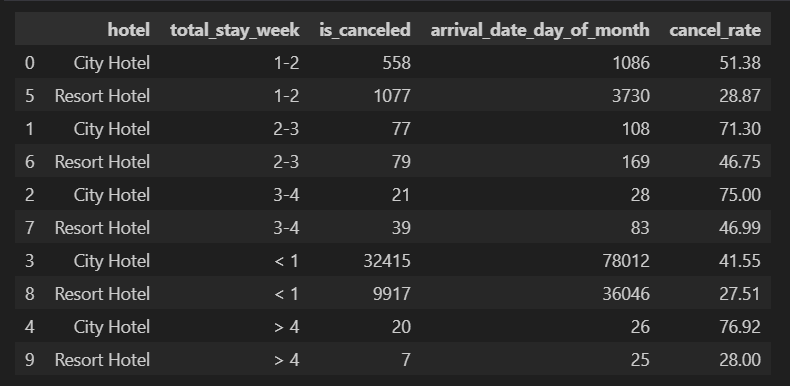 hotel total_stay_week is_canceled arrival_date_day_of_month cancel_rate
0 City Hotel 1-2 558 1086 51.38
5 Resort Hotel 1-2 1077 3730 28.87
1 City Hotel 2-3 77 108 71.30
6 Resort Hotel 2-3 79 169 46.75
2 City Hotel 3-4 21 28 75.00
7 Resort Hotel 3-4 39 83 46.99
3 City Hotel < 1 32415 78012 41.55
8 Resort Hotel < 1 9917 36046 27.51
4 City Hotel > 4 20 26 76.92
9 Resort Hotel > 4 7 25 28.00